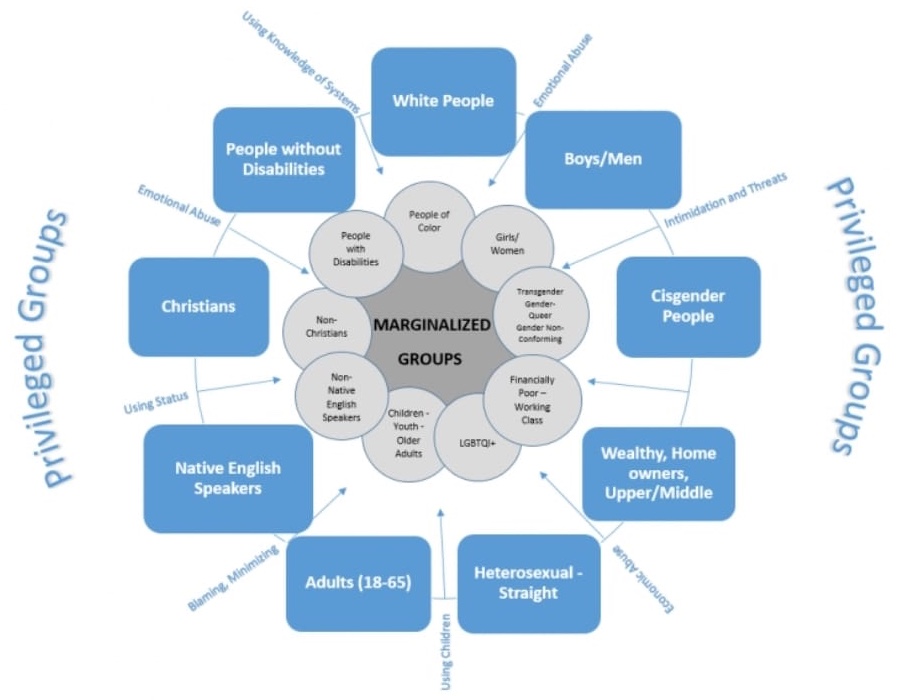 Using Knowledge of Systems
Emotional Abuse
White People
People without
Disabilities
Boys/Men
Emotional Abuse
Intimidation and Threats
Privileged Groups
Privileged Groups
People of
Color
People
with
Disabilities
Girls/
Women
Christians
Cisgender
People
Non-
Christians
Transgender
Gender-
Queer
Gender Non-
Conforming
MARGINALIZED
GROUPS
Non-
Native
English
Speakers
Financially
Poor –
Working
Class
Children -
Youth -
Older
Adults
LGBTQI+
Using Status
Native English
Speakers
Wealthy, Home
owners,
Upper/Middle
Blaming, Minimizing
Adults (18-65)
Heterosexual -
Straight
Economic Abuse
Using Children